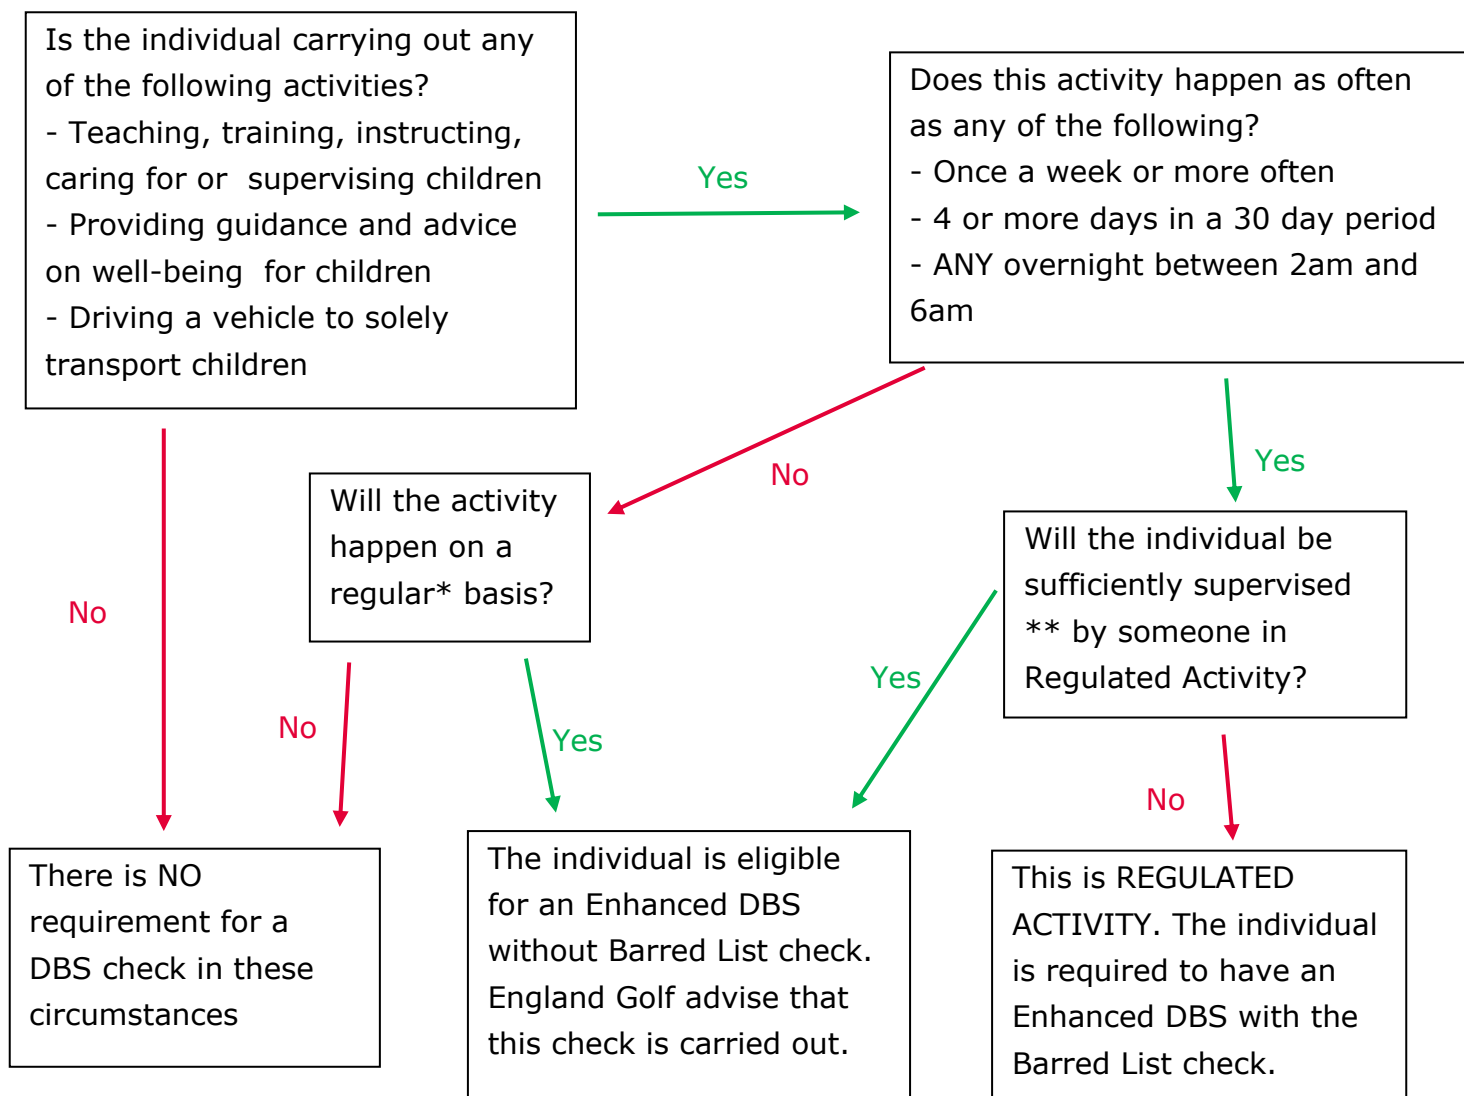 Is the individual carrying out any
of the following activities?
- Teaching, training, instructing,
caring for or  supervising children
- Providing guidance and advice
on well-being  for children
- Driving a vehicle to solely
transport children
Yes
Does this activity happen as often
as any of the following?
- Once a week or more often
- 4 or more days in a 30 day period
- ANY overnight between 2am and
6am
No
Yes
Will the activity
happen on a
regular* basis?
Will the individual be
sufficiently supervised
** by someone in
Regulated Activity?
No
No
Yes
Yes
No
There is NO
requirement for a
DBS check in these
circumstances
The individual is eligible
for an Enhanced DBS
without Barred List check.
England Golf advise that
this check is carried out.
This is REGULATED
ACTIVITY. The individual
is required to have an
Enhanced DBS with the
Barred List check.